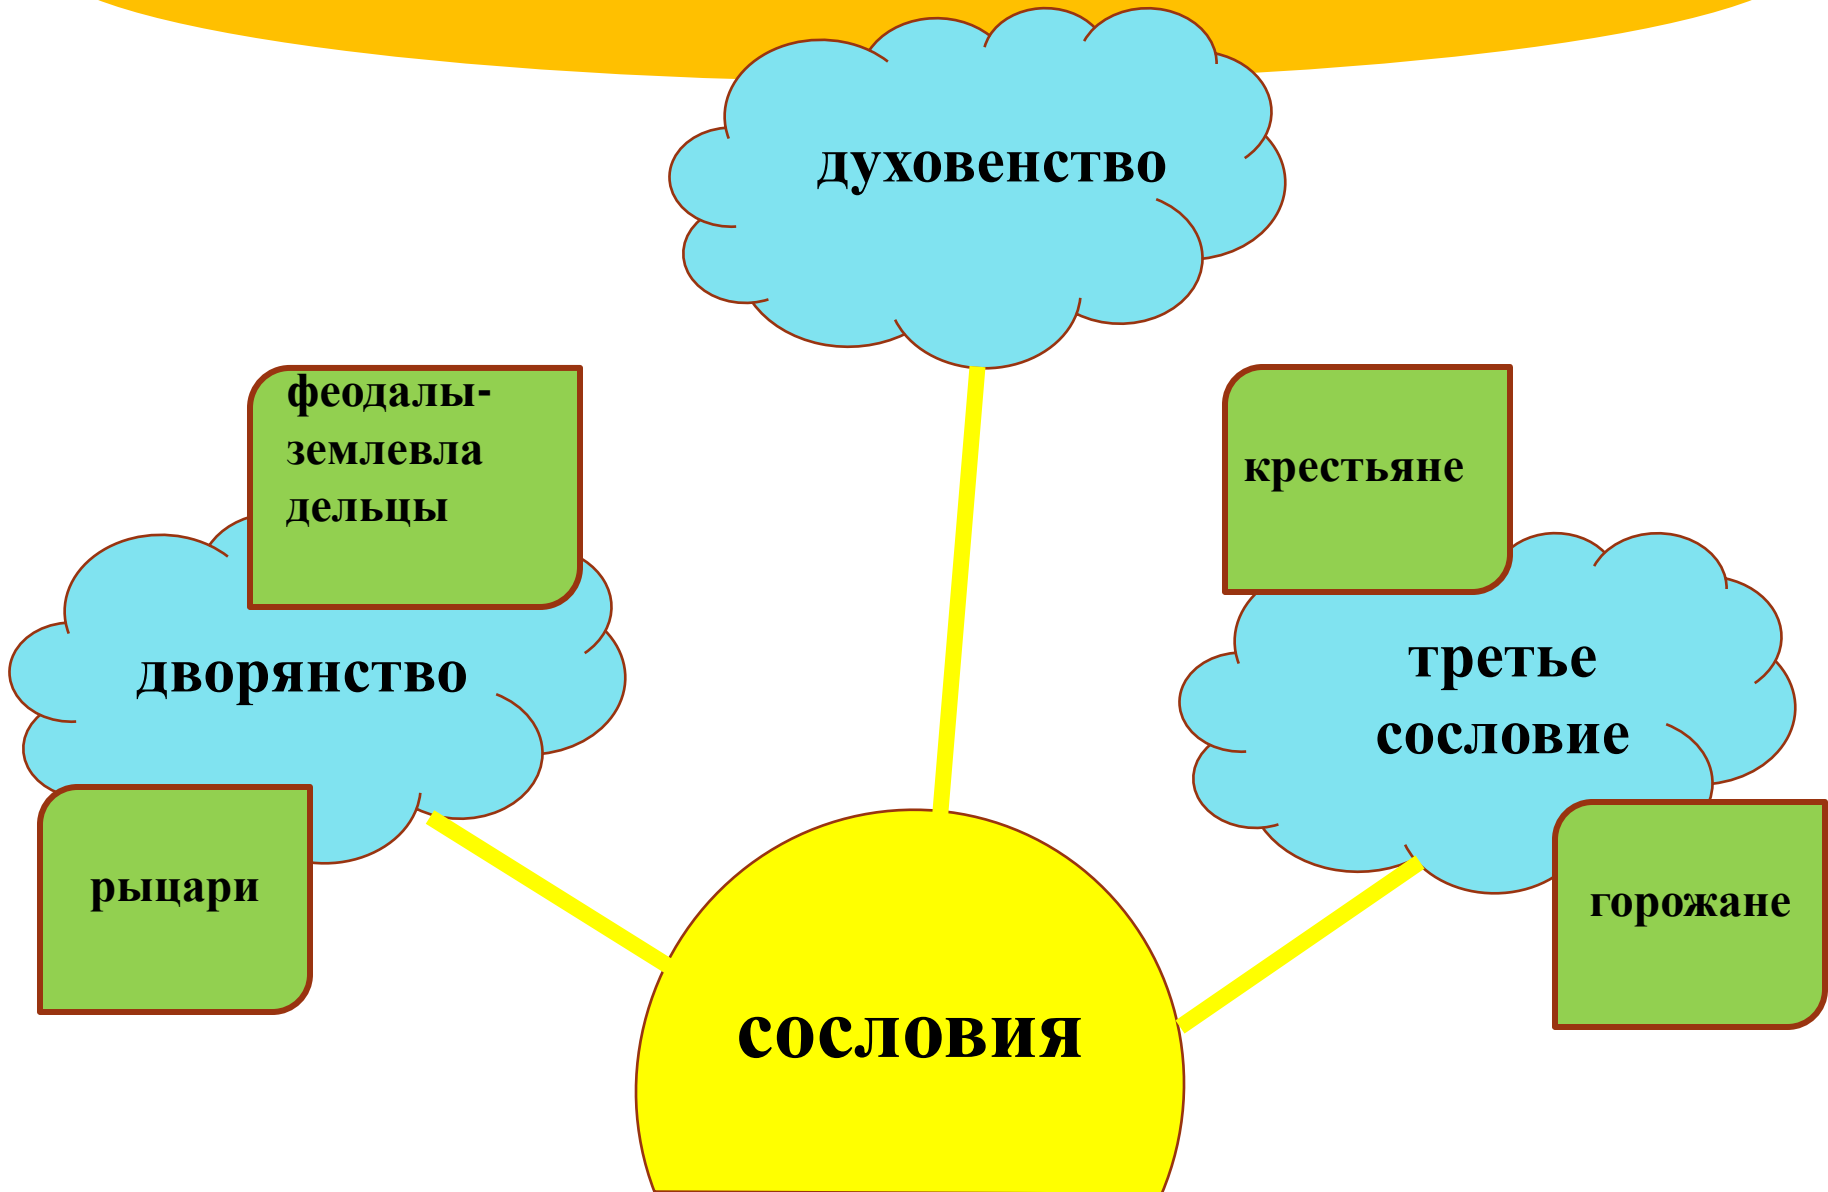 духовенство
феодалы-
землевла
дельцы
дворянство
рыцари
крестьяне
третье
сословие
горожане
сословия